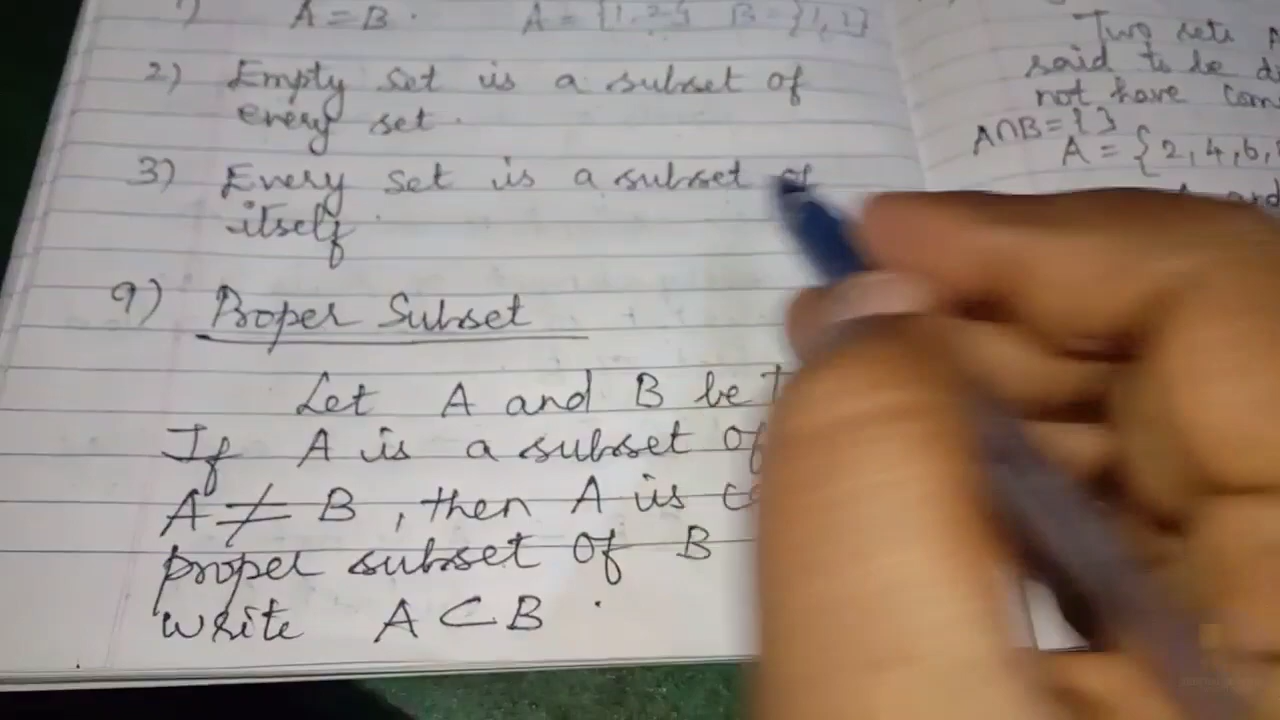 1) A = B . A = {1,2} B = {1,2}
2) Empty set is a subset of
every set .
3) Every set is a subset of
itself .
9) Proper Subset
Let A and B be
If A is a subset of
A ≠ B , then A is
proper subset of B
write A ⊂ B .
Two sets
said to be
not have
A∩B = { }
A = {2, 4, 6,
and